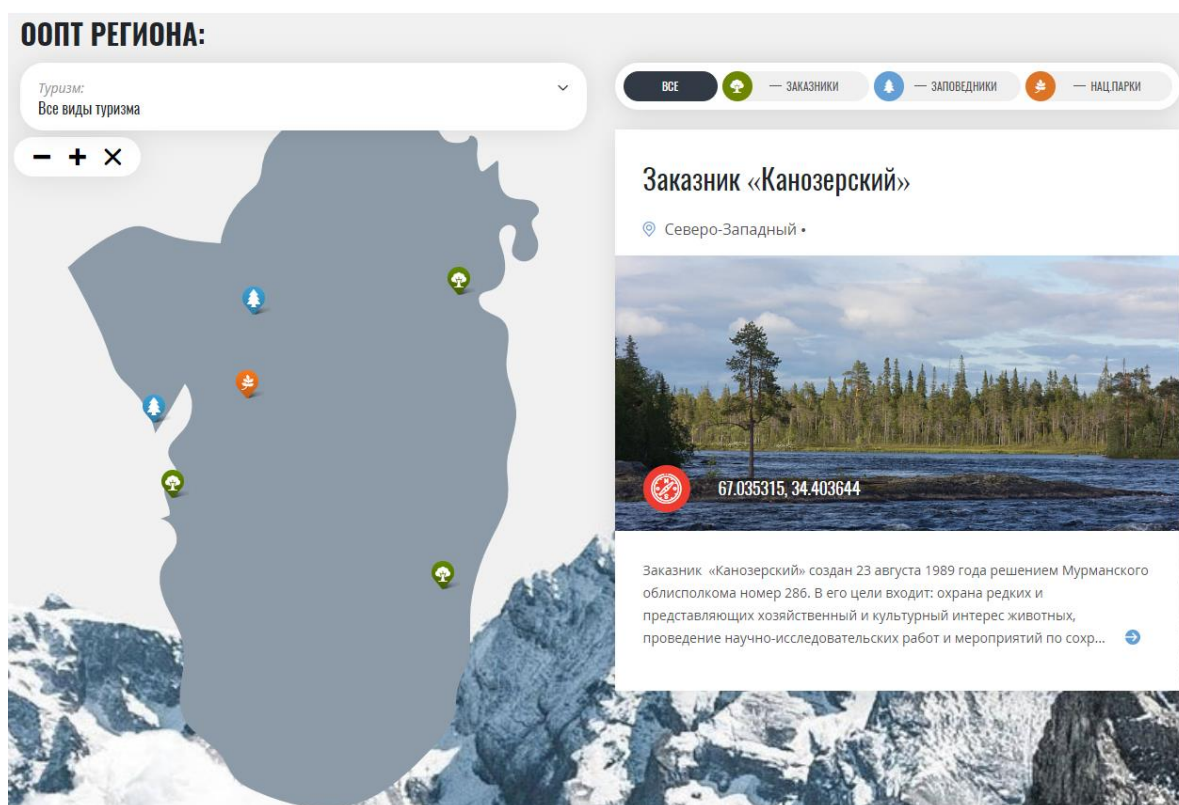 ООПТ РЕГИОНА:
Туризм:
Все виды туризма
ВСЕ
— ЗАКАЗНИКИ
— ЗАПОВЕДНИКИ
— НАЦ.ПАРКИ
Заказник «Канозерский»
Северо-Западный •
67.035315, 34.403644
Заказник «Канозерский» создан 23 августа 1989 года решением Мурманского
облисполкома номер 286. В его цели входит: охрана редких и
представляющих хозяйственный и культурный интерес животных,
проведение научно-исследовательских работ и мероприятий по сохр...